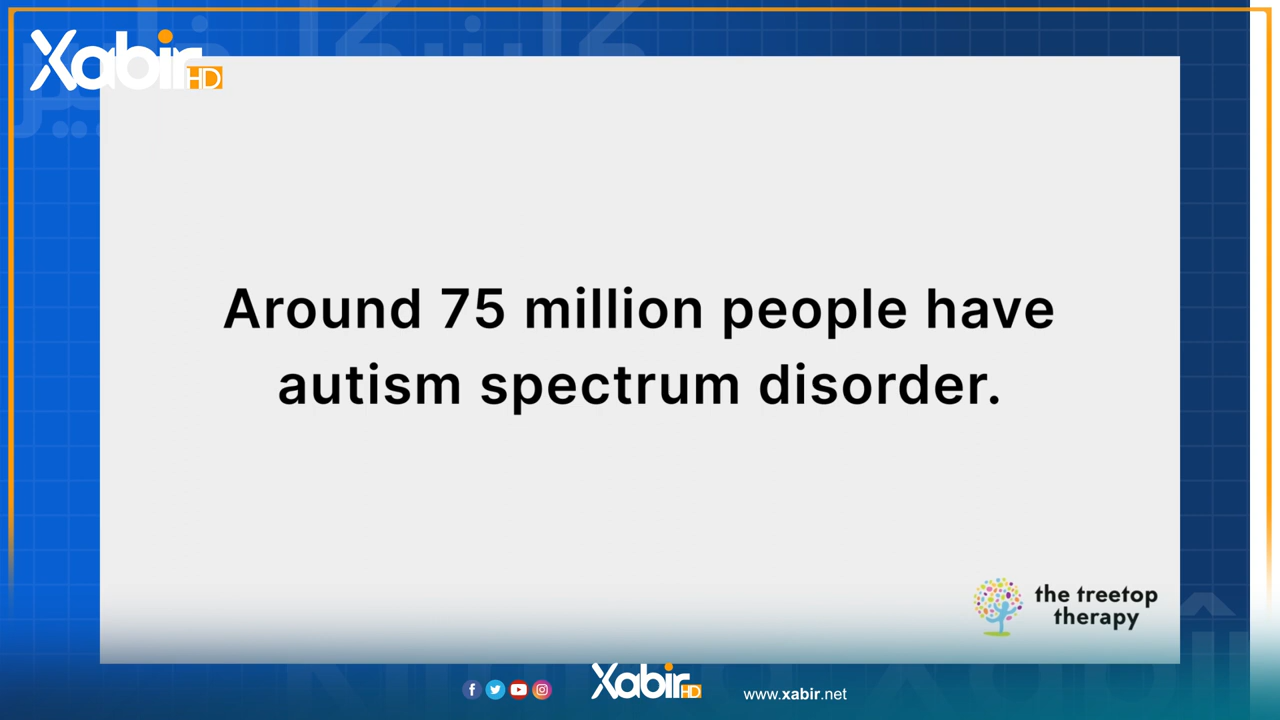 Xabir HD
Around 75 million people have
autism spectrum disorder.
the treetop
therapy
Xabir HD
www.xabir.net